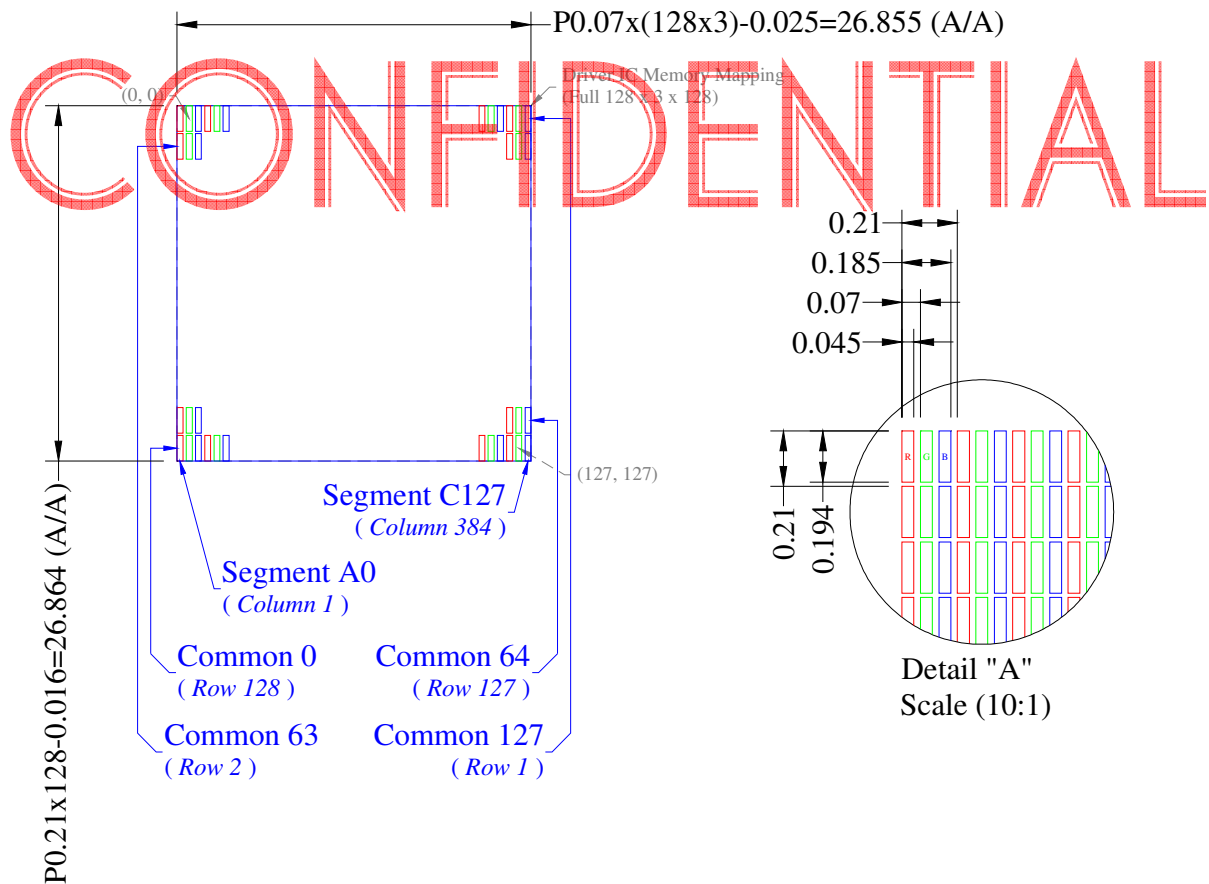 P0.07x(128x3)-0.025=26.855 (A/A)
CONFIDENTIAL
Driver IC Memory Mapping
(Full 128 x 3 x 128)
(0, 0)
P0.21x128-0.016=26.864 (A/A)
(127, 127)
Segment C127
( Column 384 )
Segment A0
( Column 1 )
Common 0
( Row 128 )
Common 64
( Row 127 )
Common 63
( Row 2 )
Common 127
( Row 1 )
0.21
0.185
0.07
0.045
0.21
0.194
R G B
Detail "A"
Scale (10:1)